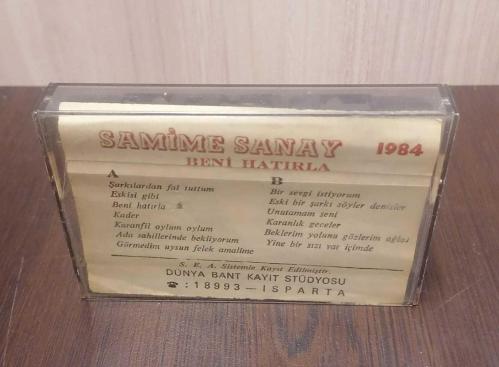 SAMİME SANAY 1984
BENİ HATIRLA
A
Şarkılardan fal tuttum
Eskisi gibi
Beni hatırla
Kader
Karanfil oylum oylum
Ada sahillerinde bekliyorum
Görmedim uysun felek amalime
B
Bir sevgi istiyorum
Eski bir şarkı söyler denizler
Unutamam seni
Karanlık geceler
Beklerim yolunu gözlerim ağlar
Yine bir sızı var içimde
S. E. A. Sistemle Kayıt Edilmiştir.
DÜNYA BANT KAYIT STÜDYOSU
☎ : 18993 — ISPARTA